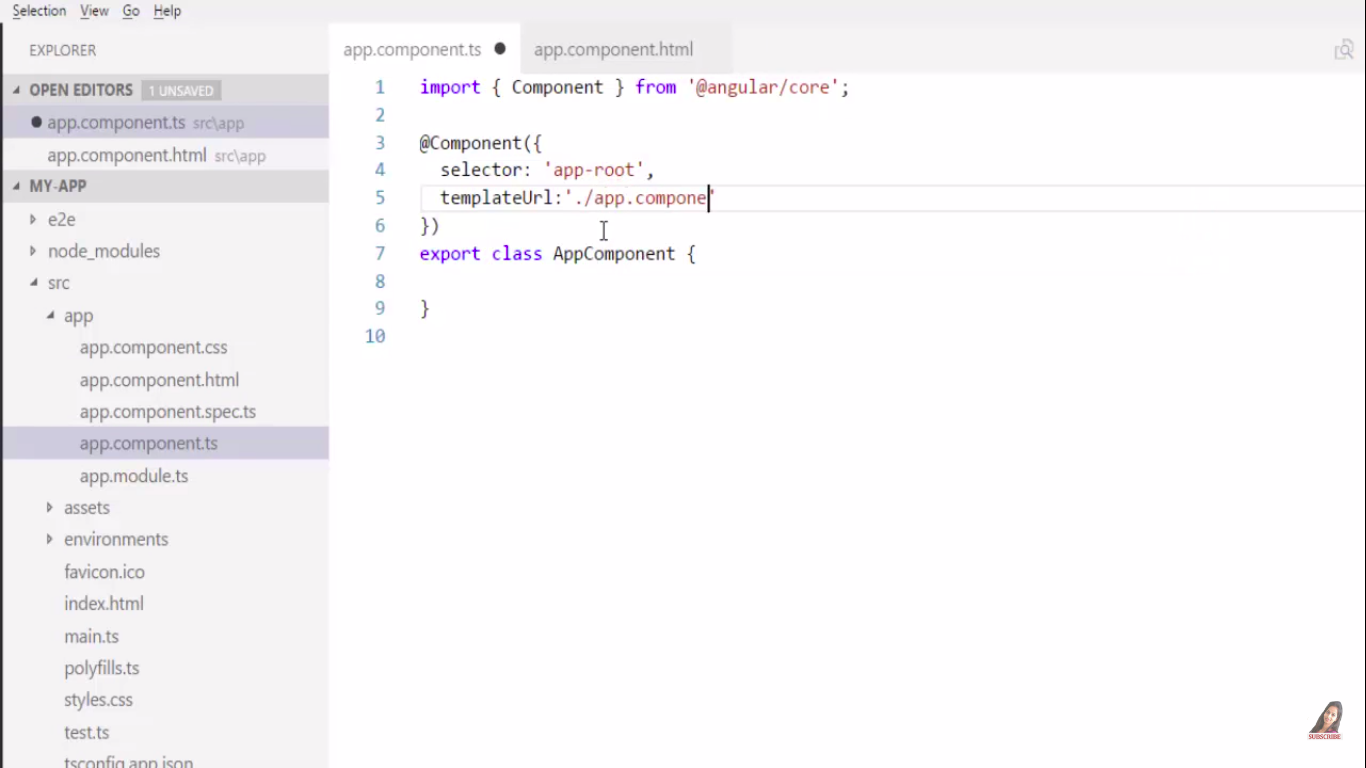 Selection View Go Help
EXPLORER
OPEN EDITORS 1 UNSAVED
app.component.ts src\app
app.component.html src\app
MY-APP
e2e
node_modules
src
app
app.component.css
app.component.html
app.component.spec.ts
app.component.ts
app.module.ts
assets
environments
favicon.ico
index.html
main.ts
polyfills.ts
styles.css
test.ts
tsconfig.app.json
app.component.ts app.component.html
1 import { Component } from '@angular/core';
2
3 @Component({
4 selector: 'app-root',
5 templateUrl:'./app.compone'
6 })
7 export class AppComponent {
8
9 }
10
SUBSCRIBE